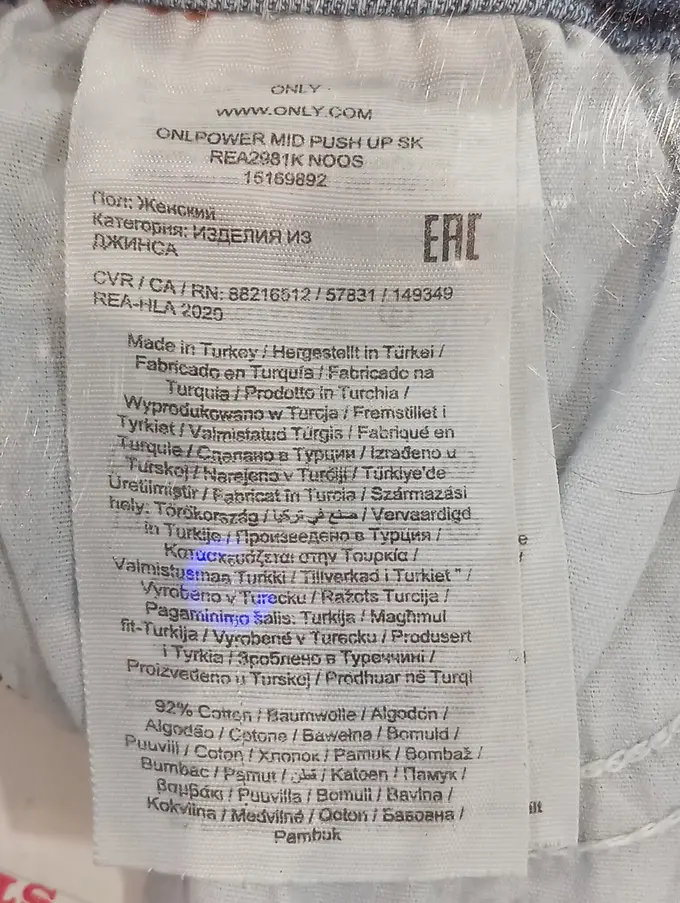 ONLY
WWW.ONLY.COM
ONLPOWER MID PUSH UP SK
REA2981K NOOS
15169892
Пол: Женский
Категория: ИЗДЕЛИЯ ИЗ
ДЖИНСА
EAC
CVR / CA / RN: 88216512 / 57831 / 149349
REA-HLA 2020
Made in Turkey / Hergestellt in Türkei /
Fabricado en Turquía / Fabricado na
Turquia / Prodotto in Turchia /
Wyprodukowano w Turcja / Fremstillet i
Tyrkiet / Valmistatud Türgis / Fabriqué en
Turquie / Сделано в Турции / Izrađeno u
Turskoj / Narejeno v Turčiji / Türkiye'de
Üretilmiştir / Fabricat în Turcia / Származási
hely: Törökország / صنع في تركيا / Vervaardigd
in Turkije / Произведено в Турция /
Κατασκευάζεται στην Τουρκία /
Valmistusmaa Turkki / Tillverkad i Turkiet " /
Vyrobeno v Turecku / Ražots Turcija /
Pagaminimo šalis: Turkija / Magħmul
fit-Turkija / Vyrobené v Turecku / Produsert
i Tyrkia / Зроблено в Туреччині /
Proizvedeno u Turskoj / Prodhuar në Turqi
92% Cotton / Baumwolle / Algodón /
Algodão / Cotone / Bawełna / Bomuld /
Puuvill / Coton / Хлопок / Pamuk / Bombaž /
Bumbac / Pamut / قطن / Katoen / Памук /
Βαμβάκι / Puuvilla / Bomull / Bavlna /
Kokvilna / Medvilnė / Qoton / Бавовна /
Pambuk